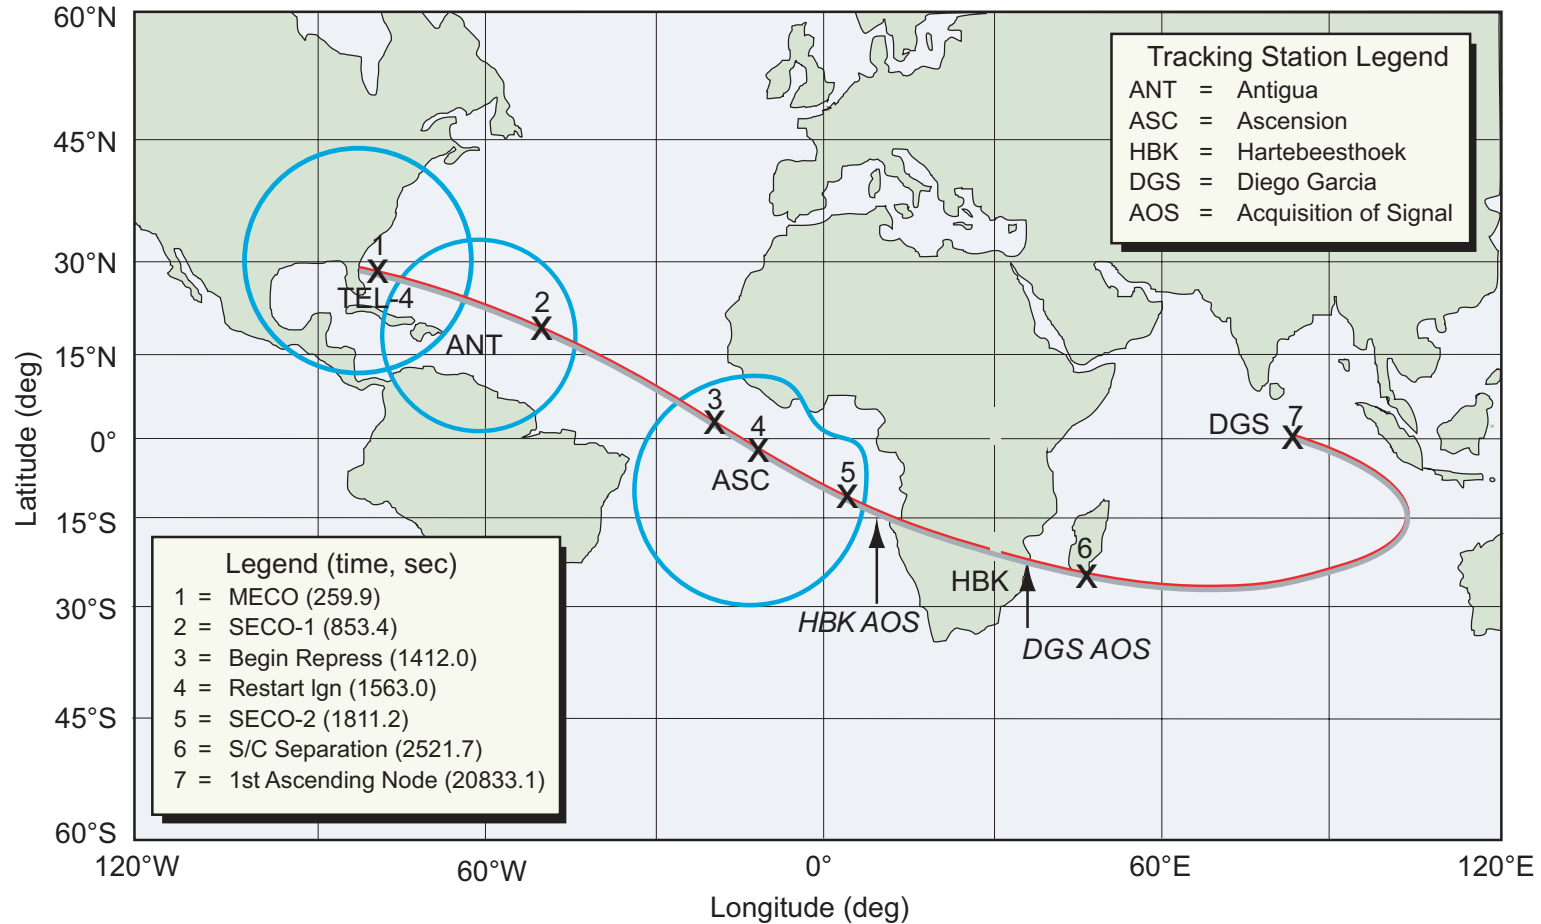 60°N
45°N
30°N
15°N
0°
15°S
30°S
45°S
60°S
Latitude (deg)
120°W
60°W
0°
60°E
120°E
Longitude (deg)
Tracking Station Legend
ANT = Antigua
ASC = Ascension
HBK = Hartebeesthoek
DGS = Diego Garcia
AOS = Acquisition of Signal
1
TEL-4
2
ANT
3
4
ASC
5
HBK AOS
HBK
6
DGS AOS
DGS
7
Legend (time, sec)
1 = MECO (259.9)
2 = SECO-1 (853.4)
3 = Begin Repress (1412.0)
4 = Restart Ign (1563.0)
5 = SECO-2 (1811.2)
6 = S/C Separation (2521.7)
7 = 1st Ascending Node (20833.1)